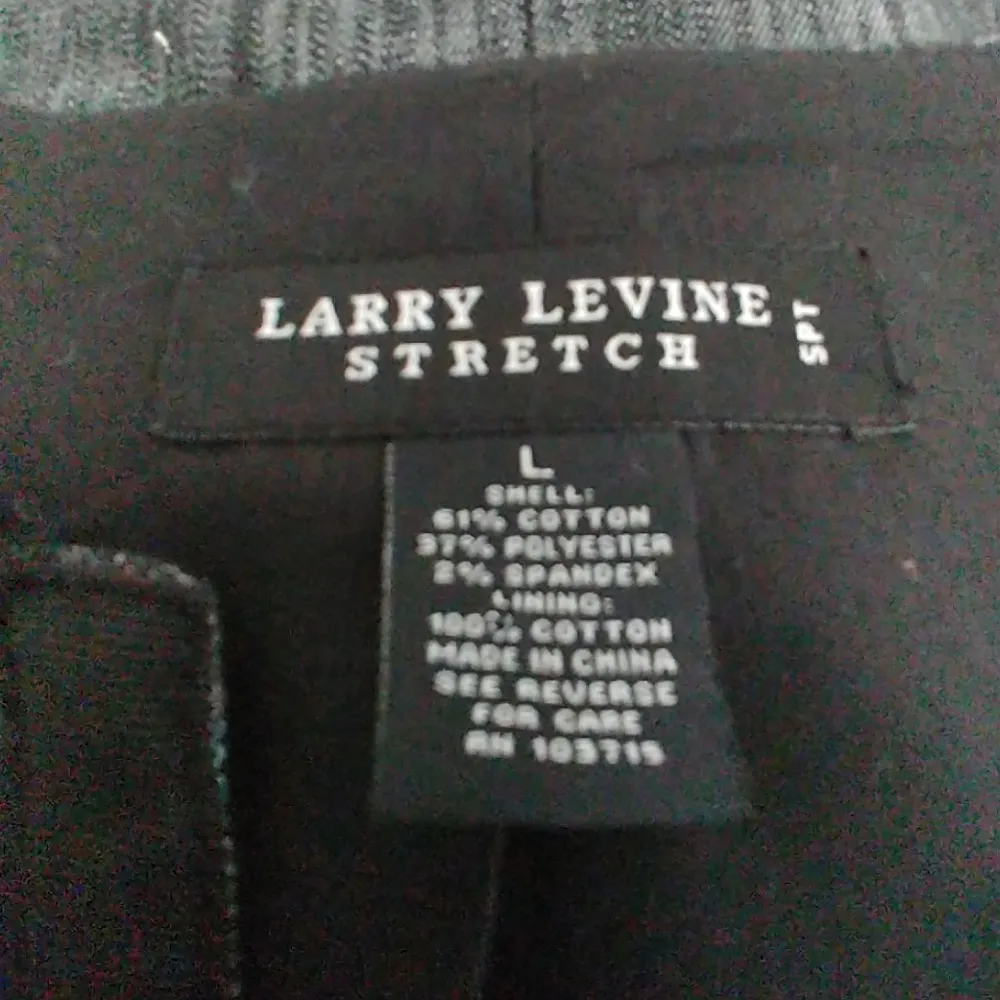 LARRY LEVINE
STRETCH
SPT
L
SHELL:
61% COTTON
37% POLYESTER
2% SPANDEX
LINING:
100% COTTON
MADE IN CHINA
SEE REVERSE
FOR CARE
RN 103715